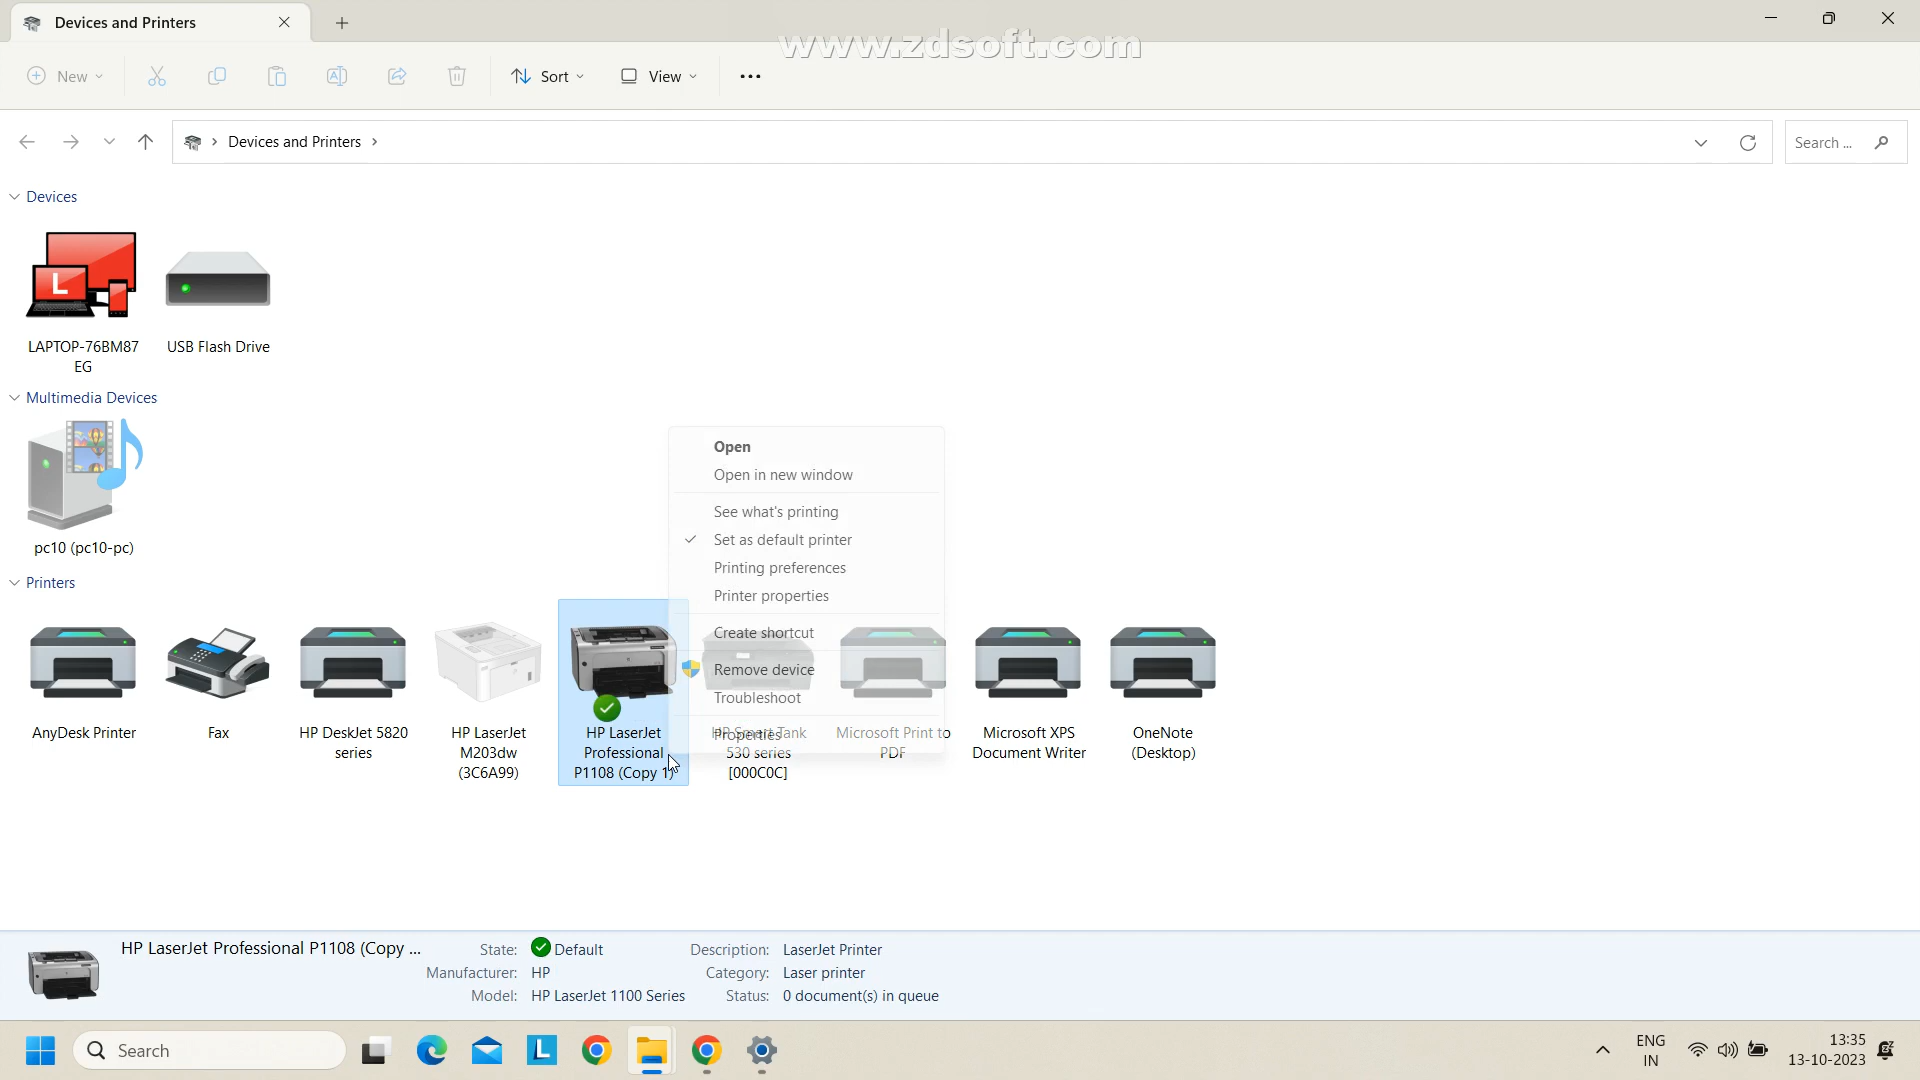 Devices and Printers
www.zdsoft.com
New
Sort
View
Devices and Printers
Search ...
Devices
L
LAPTOP-76BM87
EG
USB Flash Drive
Multimedia Devices
pc10 (pc10-pc)
Printers
Open
Open in new window
See what's printing
Set as default printer
Printing preferences
Printer properties
Create shortcut
Remove device
Troubleshoot
Properties
AnyDesk Printer
Fax
HP DeskJet 5820
series
HP LaserJet
M203dw
(3C6A99)
HP LaserJet
Professional
P1108 (Copy 1)
HP Smart Tank
530 series
[000C0C]
Microsoft Print to
PDF
Microsoft XPS
Document Writer
OneNote
(Desktop)
HP LaserJet Professional P1108 (Copy ...
State: Default
Manufacturer: HP
Model: HP LaserJet 1100 Series
Description: LaserJet Printer
Category: Laser printer
Status: 0 document(s) in queue
Search
L
ENG
IN
13:35
13-10-2023